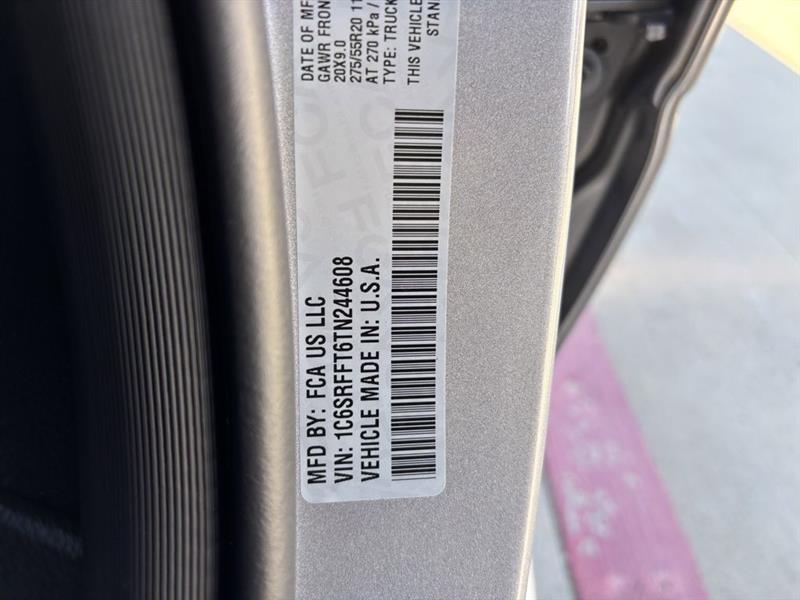 DATE OF MF
GAWR FRON
20X9.0
275/55R20 11
AT 270 kPa /
TYPE: TRUCK
THIS VEHICLE
STAN
MFD BY: FCA US LLC
VIN: 1C6SRFFT6TN244608
VEHICLE MADE IN: U.S.A.